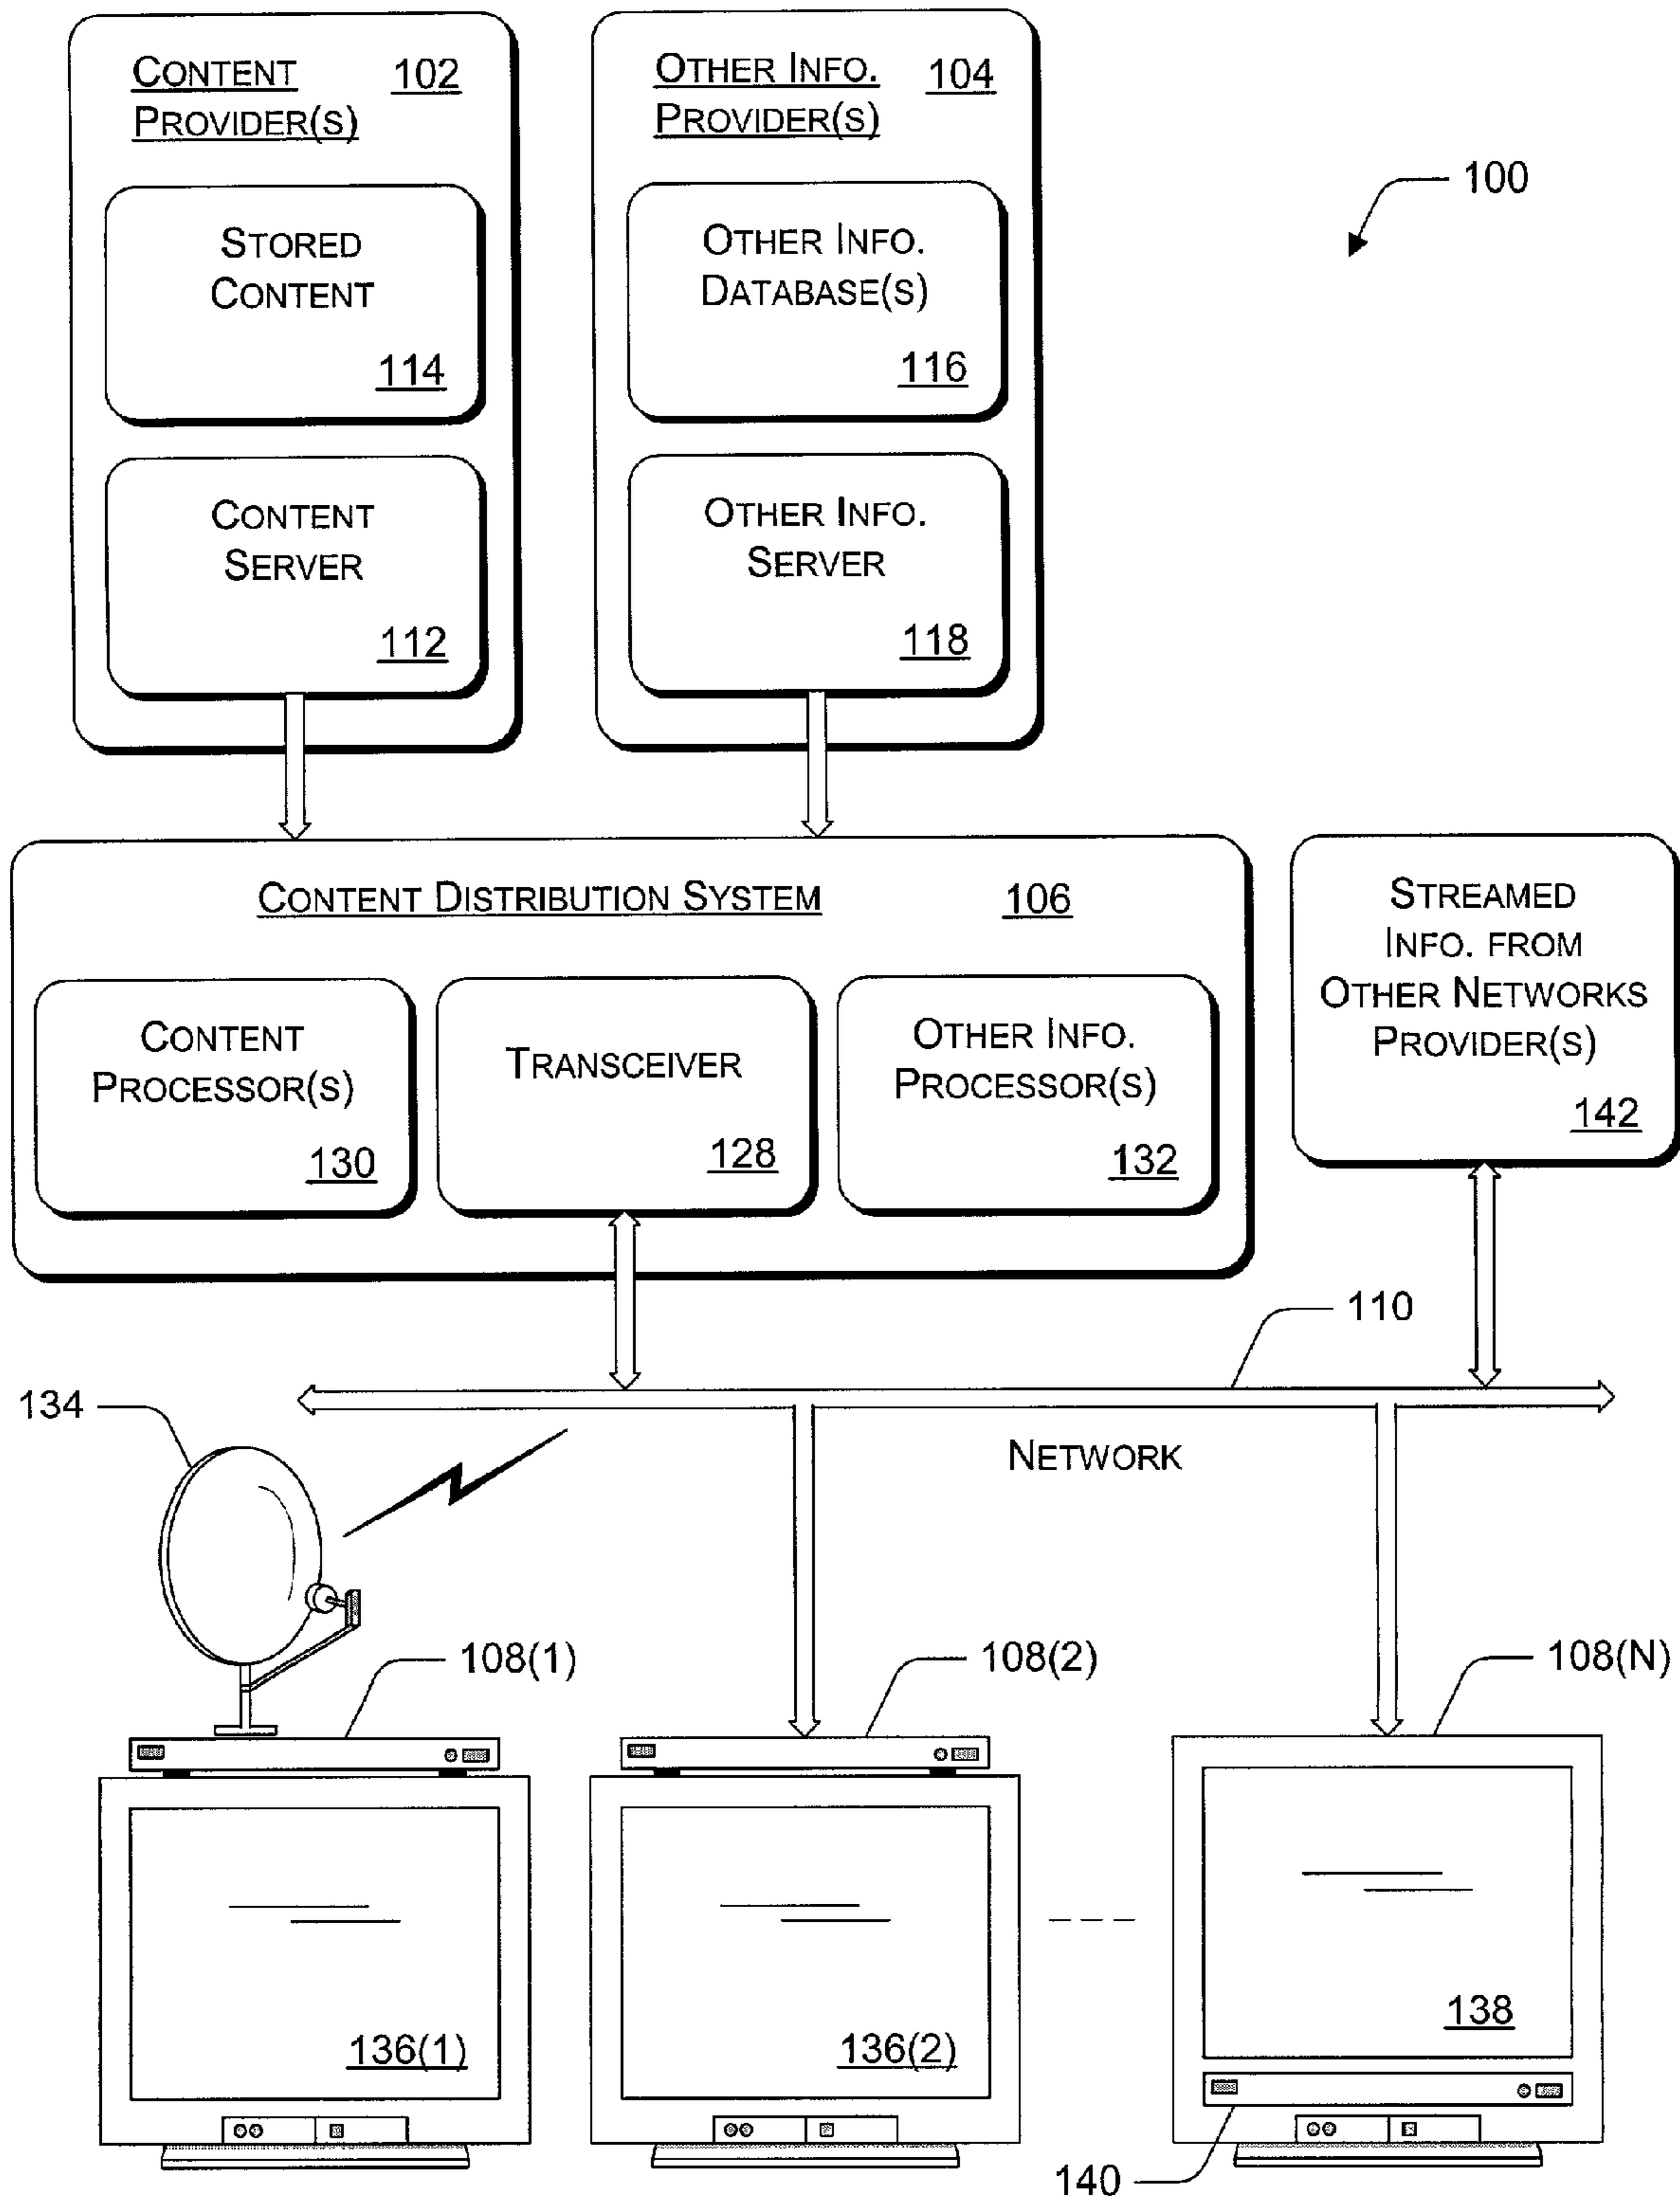 CONTENT 102
PROVIDER(S)
OTHER INFO. 104
PROVIDER(S)
100
STORED
CONTENT
114
OTHER INFO.
DATABASE(S)
116
CONTENT
SERVER
112
OTHER INFO.
SERVER
118
CONTENT DISTRIBUTION SYSTEM 106
CONTENT
PROCESSOR(S)
130
TRANSCEIVER
128
OTHER INFO.
PROCESSOR(S)
132
STREAMED
INFO. FROM
OTHER NETWORKS
PROVIDER(S)
142
110
134
NETWORK
108(1)
108(2)
108(N)
136(1)
136(2)
138
140